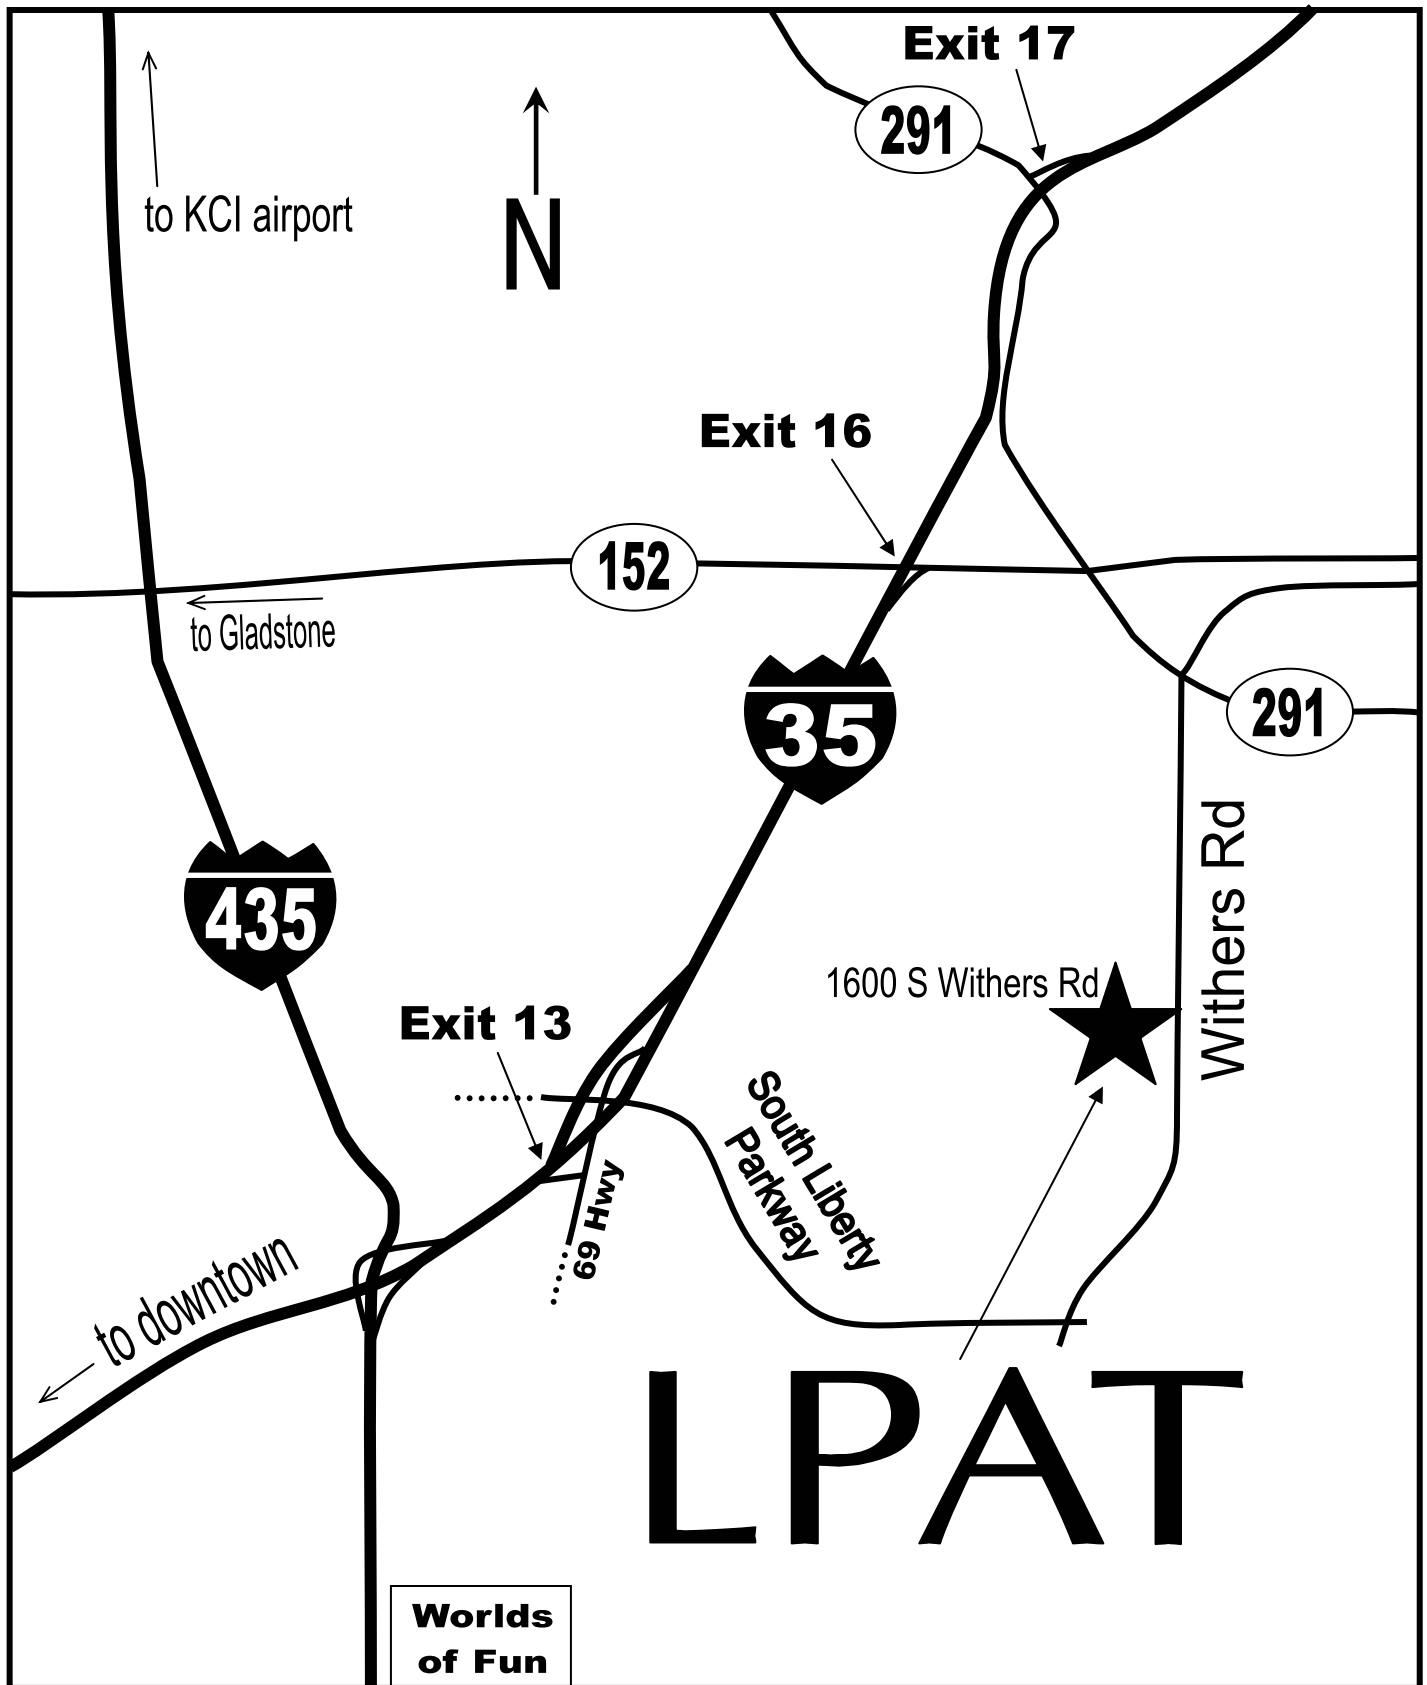 Exit 17
291
to KCI airport
N
Exit 16
152
to Gladstone
35
291
435
Withers Rd
1600 S Withers Rd
Exit 13
South Liberty
Parkway
69 Hwy
to downtown
LPAT
Worlds
of Fun